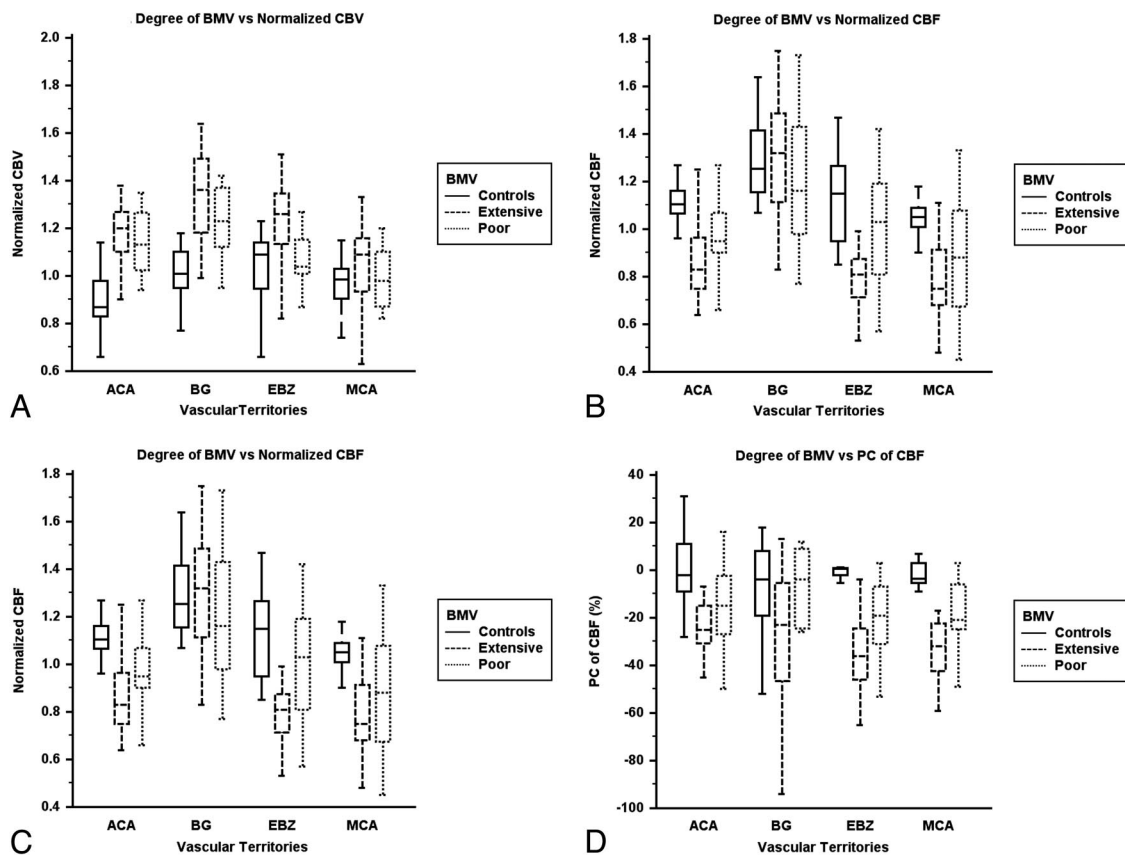 Degree of BMV vs Normalized CBV
2.0
1.8
1.6
1.4
1.2
1.0
0.8
0.6
Normalized CBV
ACA BG EBZ MCA
VascularTerritories
BMV
Controls
Extensive
Poor
A
Degree of BMV vs Normalized CBF
1.8
1.6
1.4
1.2
1.0
0.8
0.6
0.4
Normalized CBF
ACA BG EBZ MCA
Vascular Territories
BMV
Controls
Extensive
Poor
B
Degree of BMV vs Normalized CBF
1.8
1.6
1.4
1.2
1.0
0.8
0.6
0.4
Normalized CBF
ACA BG EBZ MCA
Vascular Territories
BMV
Controls
Extensive
Poor
C
Degree of BMV vs PC of CBF
40
20
0
-20
-40
-60
-80
-100
PC of CBF (%)
ACA BG EBZ MCA
Vascular Territories
BMV
Controls
Extensive
Poor
D